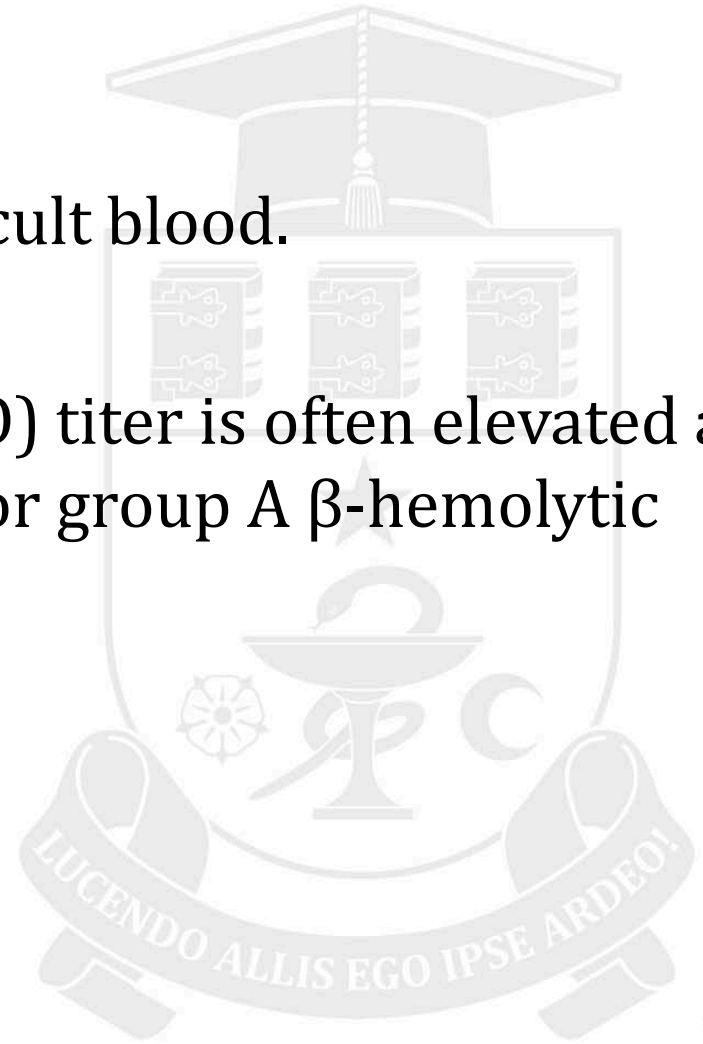 cult blood.
) titer is often elevated a
or group A β-hemolytic
LUCENDO ALLIS EGO IPSE ARDEO!